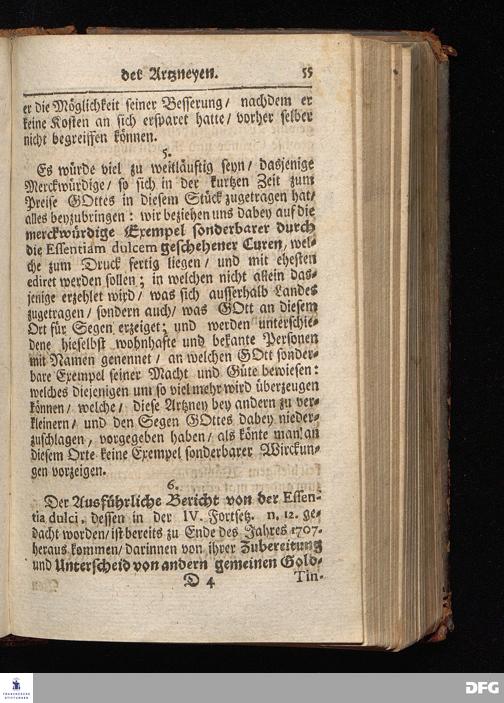 der Artzneyen. 55
er die Möglichkeit seiner Besserung / nachdem er
keine Kosten an sich ersparet hatte / vorher selber
nicht begreiffen können.
5.
Es würde viel zu weitläuftig seyn / dasjenige
Merckwürdige / so sich in der kurtzen Zeit zum
Preise GOttes in diesem Stück zugetragen hat /
alles beyzubringen : wir beziehen uns dabey auf die
merckwürdige Exempel sonderbarer durch
die Essentiam dulcem geschehener Curen, wel-
che zum Druck fertig liegen / und mit ehesten
ediret werden sollen ; in welchen nicht allein das-
jenige erzehlet wird / was sich ausserhalb Landes
zugetragen / sondern auch / was GOtt an diesem
Ort für Segen erzeiget ; und werden unterschie-
dene hieselbst wohnhafte und bekante Personen
mit Namen genennet / an welchen GOtt sonder-
bare Exempel seiner Macht und Güte bewiesen :
welches diejenigen um so viel mehr wird überzeugen
können / welche / diese Artzney bey andern zu ver-
kleinern / und den Segen GOttes dabey nieder-
zuschlagen / vorgegeben haben / als könte man an
diesem Orte keine Exempel sonderbarer Wirckun-
gen vorzeigen.
6.
Der Ausführliche Bericht von der Essen-
tia dulci, dessen in der IV. Fortsetz. n. 12. ge-
dacht worden / ist bereits zu Ende des Jahres 1707.
heraus kommen / darinnen von ihrer Zubereitung
und Unterscheid von andern gemeinen Gold-
D 4 Tin-
FRANCKESCHE
STIFTUNGEN
DFG